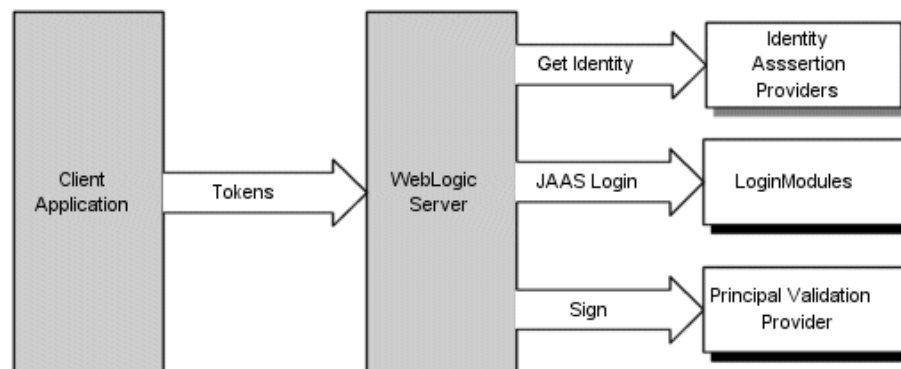 Client
Application
Tokens
WebLogic
Server
Get Identity
Identity
Asssertion
Providers
JAAS Login
LoginModules
Sign
Principal Validation
Provider